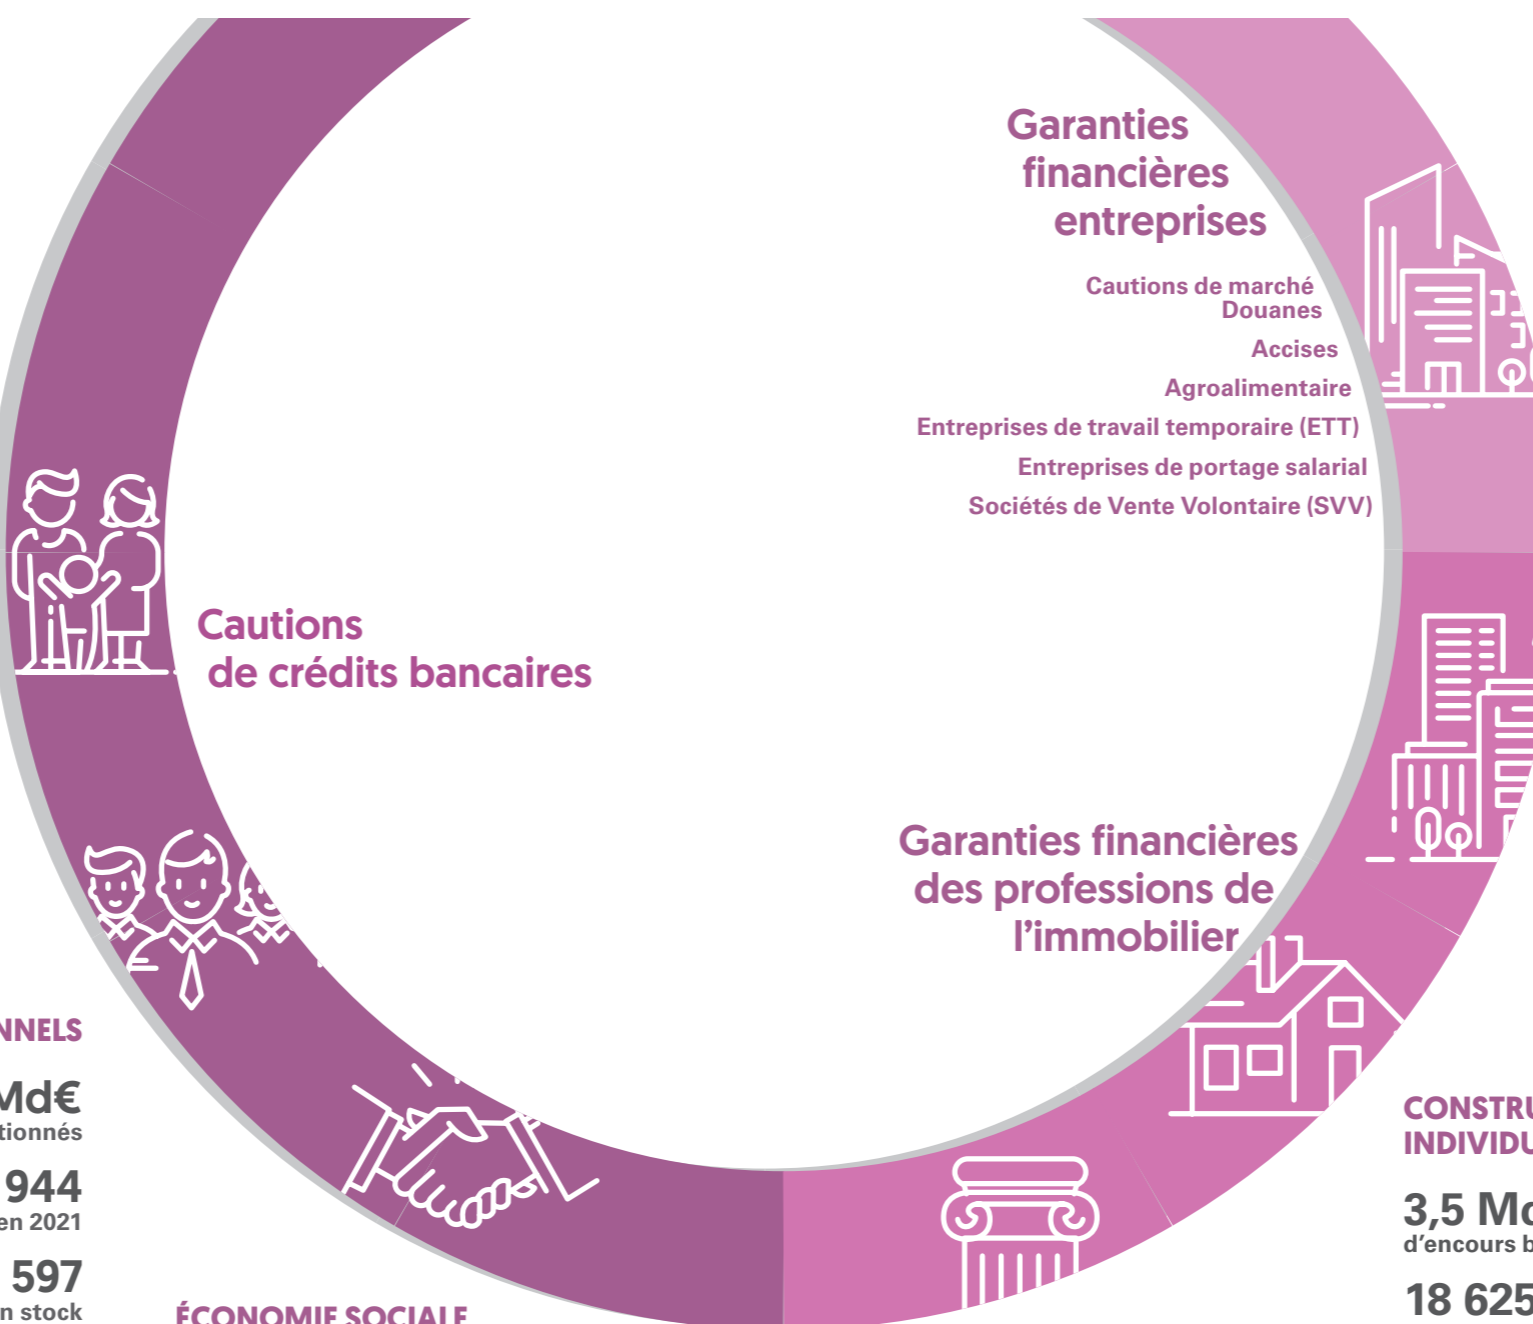 Garanties
financières
entreprises
Cautions de marché
Douanes
Accises
Agroalimentaire
Entreprises de travail temporaire (ETT)
Entreprises de portage salarial
Sociétés de Vente Volontaire (SVV)
Cautions
de crédits bancaires
Garanties financières
des professions de
l'immobilier
NNELS
Md€
tionnés
944
en 2021
597
n stock
ÉCONOMIE SOCIALE
CONSTRU
INDIVIDU
3,5 Md
d'encours b
18 625